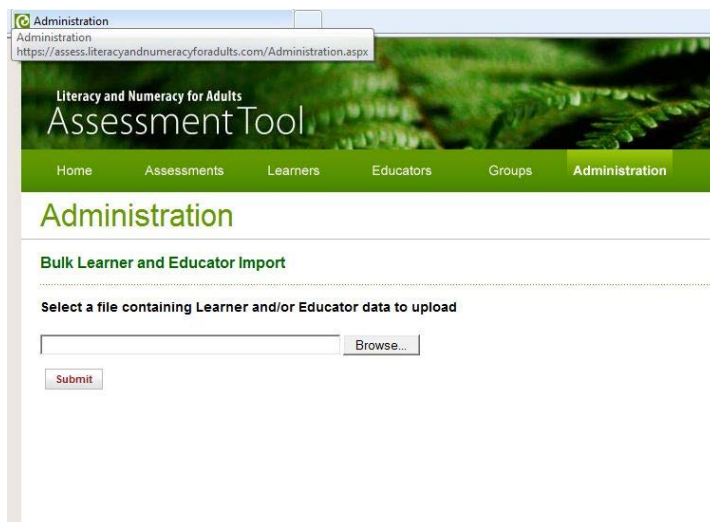 Administration
Administration
https://assess.literacyandnumeracyforadults.com/Administration.aspx
Literacy and Numeracy for Adults
Assessment Tool
Home Assessments Learners Educators Groups Administration
Administration
Bulk Learner and Educator Import
Select a file containing Learner and/or Educator data to upload
Browse...
Submit